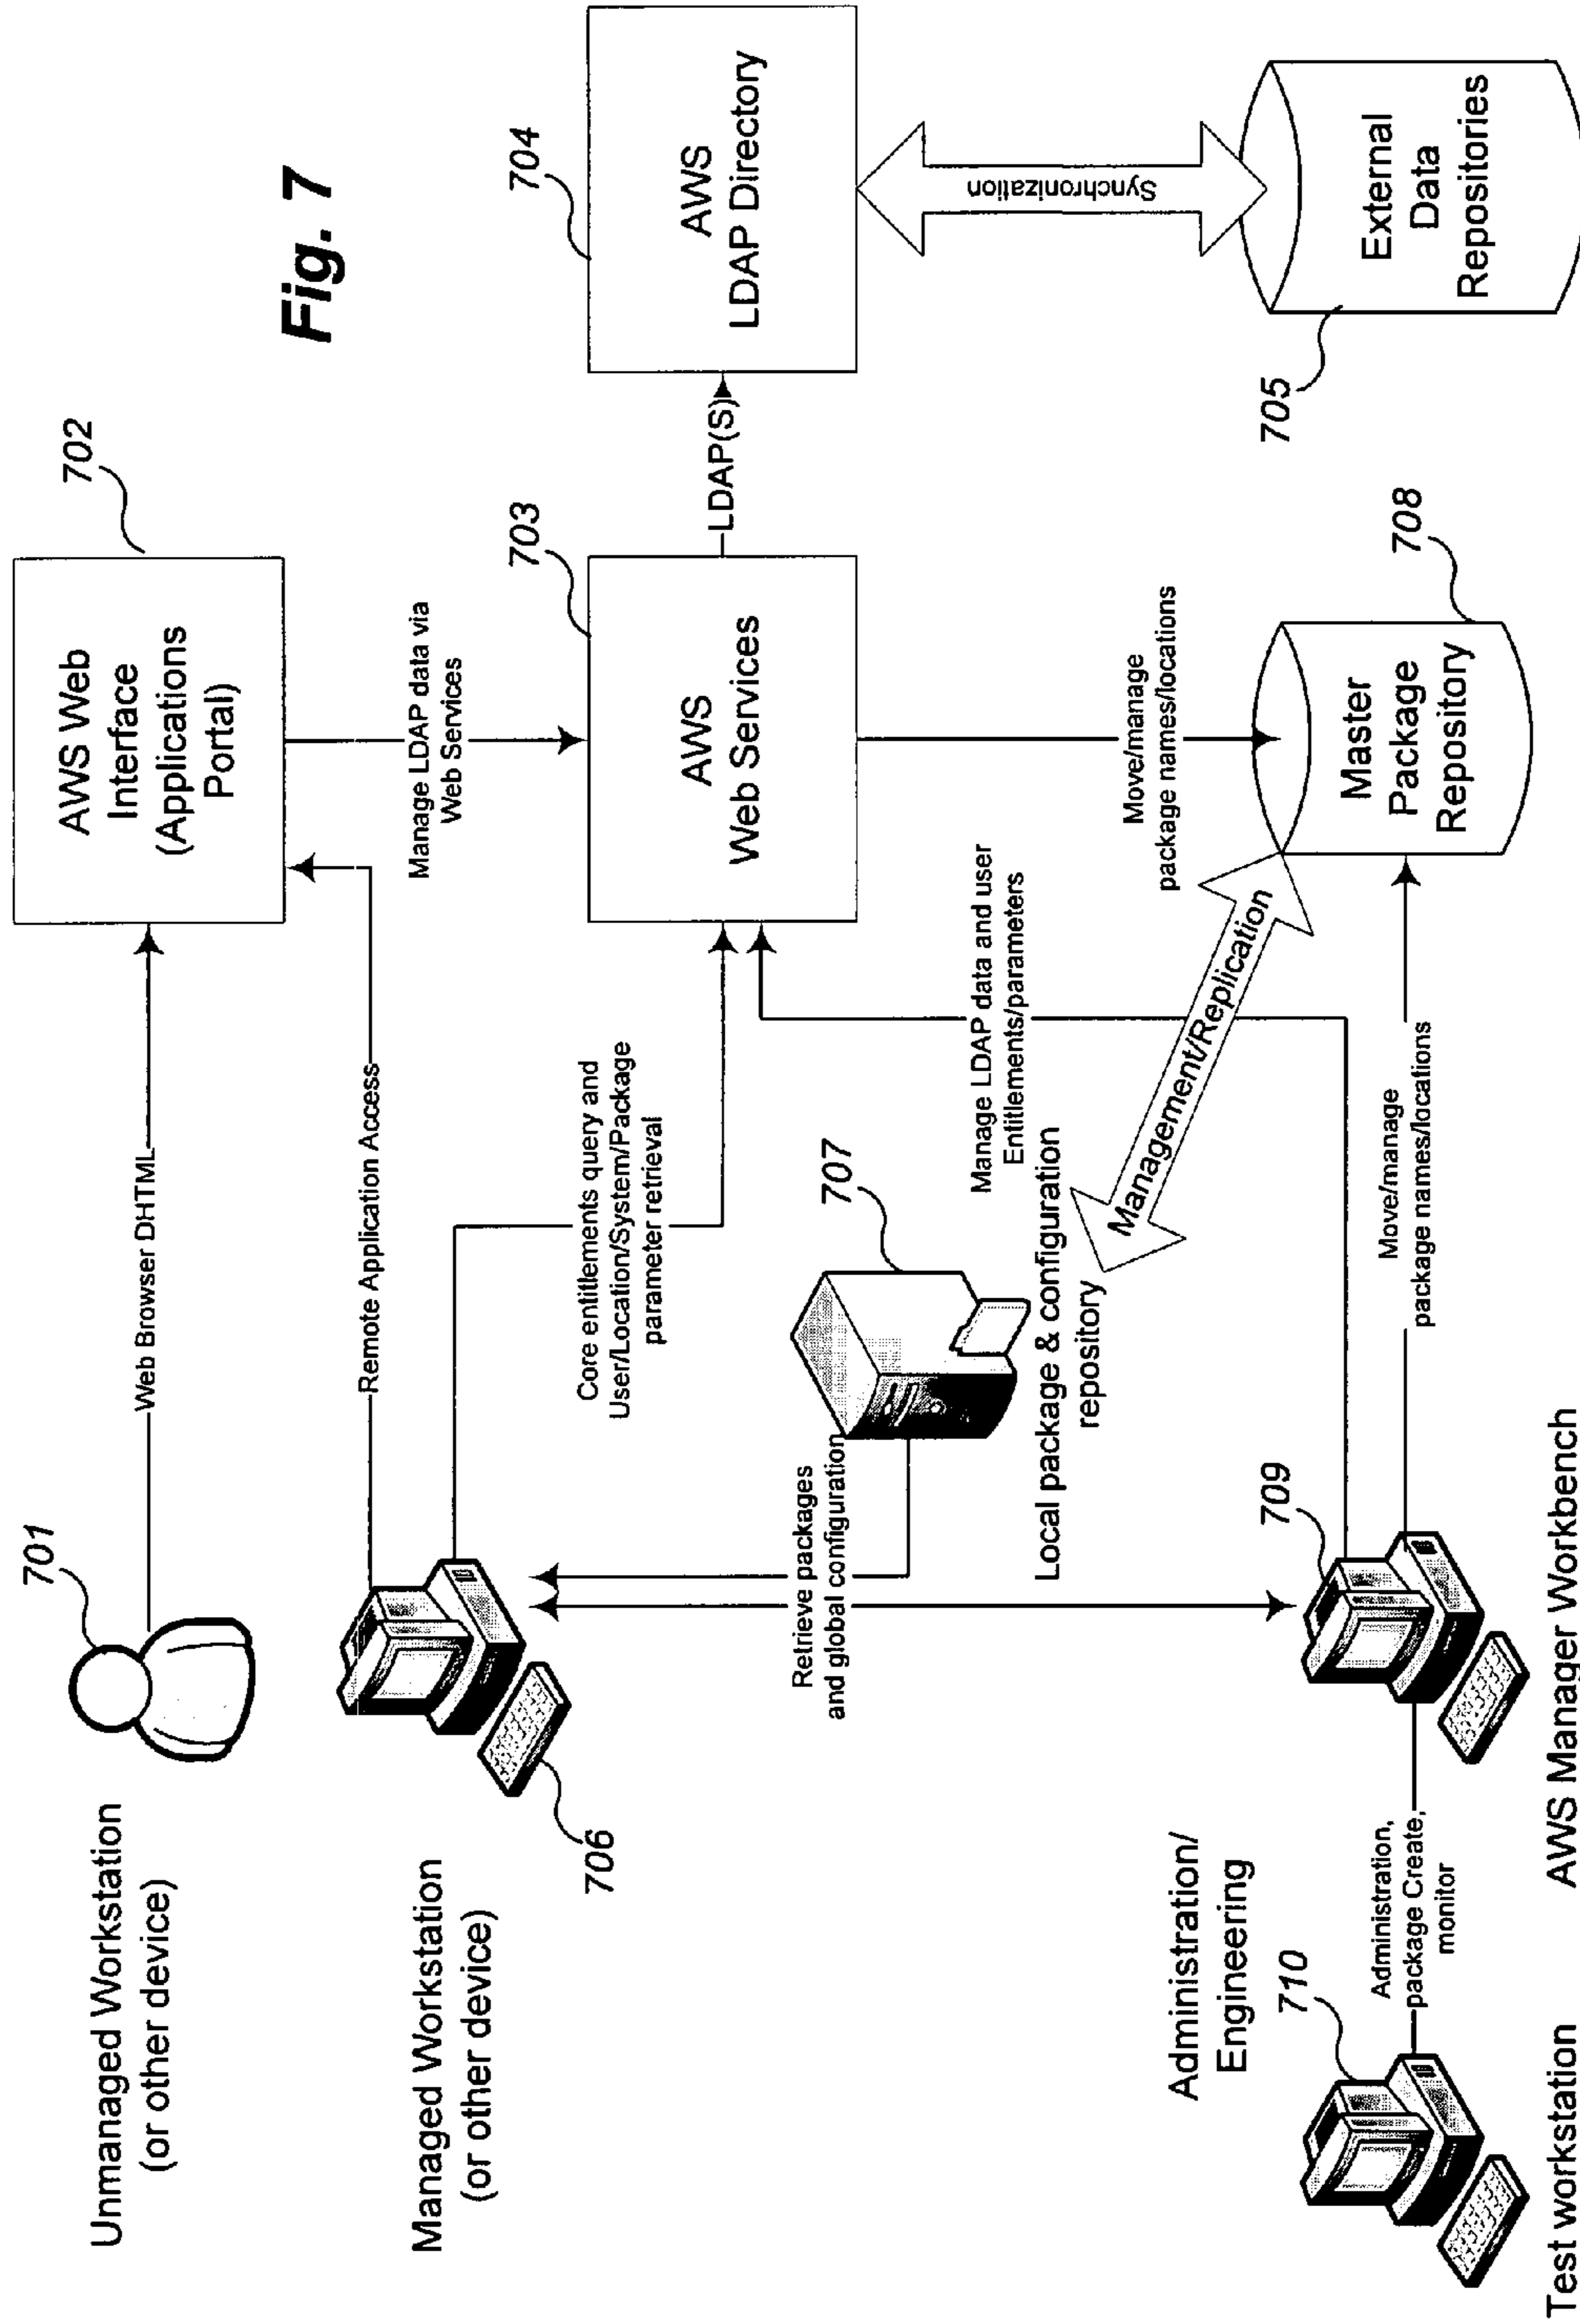 Fig. 7
Unmanaged Workstation
(or other device)
701
Web Browser DHTML
AWS Web
Interface
(Applications
Portal)
702
Managed Workstation
(or other device)
706
Remote Application Access
Manage LDAP data via
Web Services
Core entitlements query and
User/Location/System/Package
parameter retrieval
AWS
Web Services
703
LDAP(S)
AWS
LDAP Directory
704
Synchronization
External
Data
Repositories
705
Retrieve packages
and global configuration
707
Local package & configuration
repository
Manage LDAP data and user
Entitlements/parameters
Management/Replication
Move/manage
package names/locations
Master
Package
Repository
708
Administration/
Engineering
710
Administration,
package Create,
monitor
709
Move/manage
package names/locations
Test workstation
AWS Manager Workbench